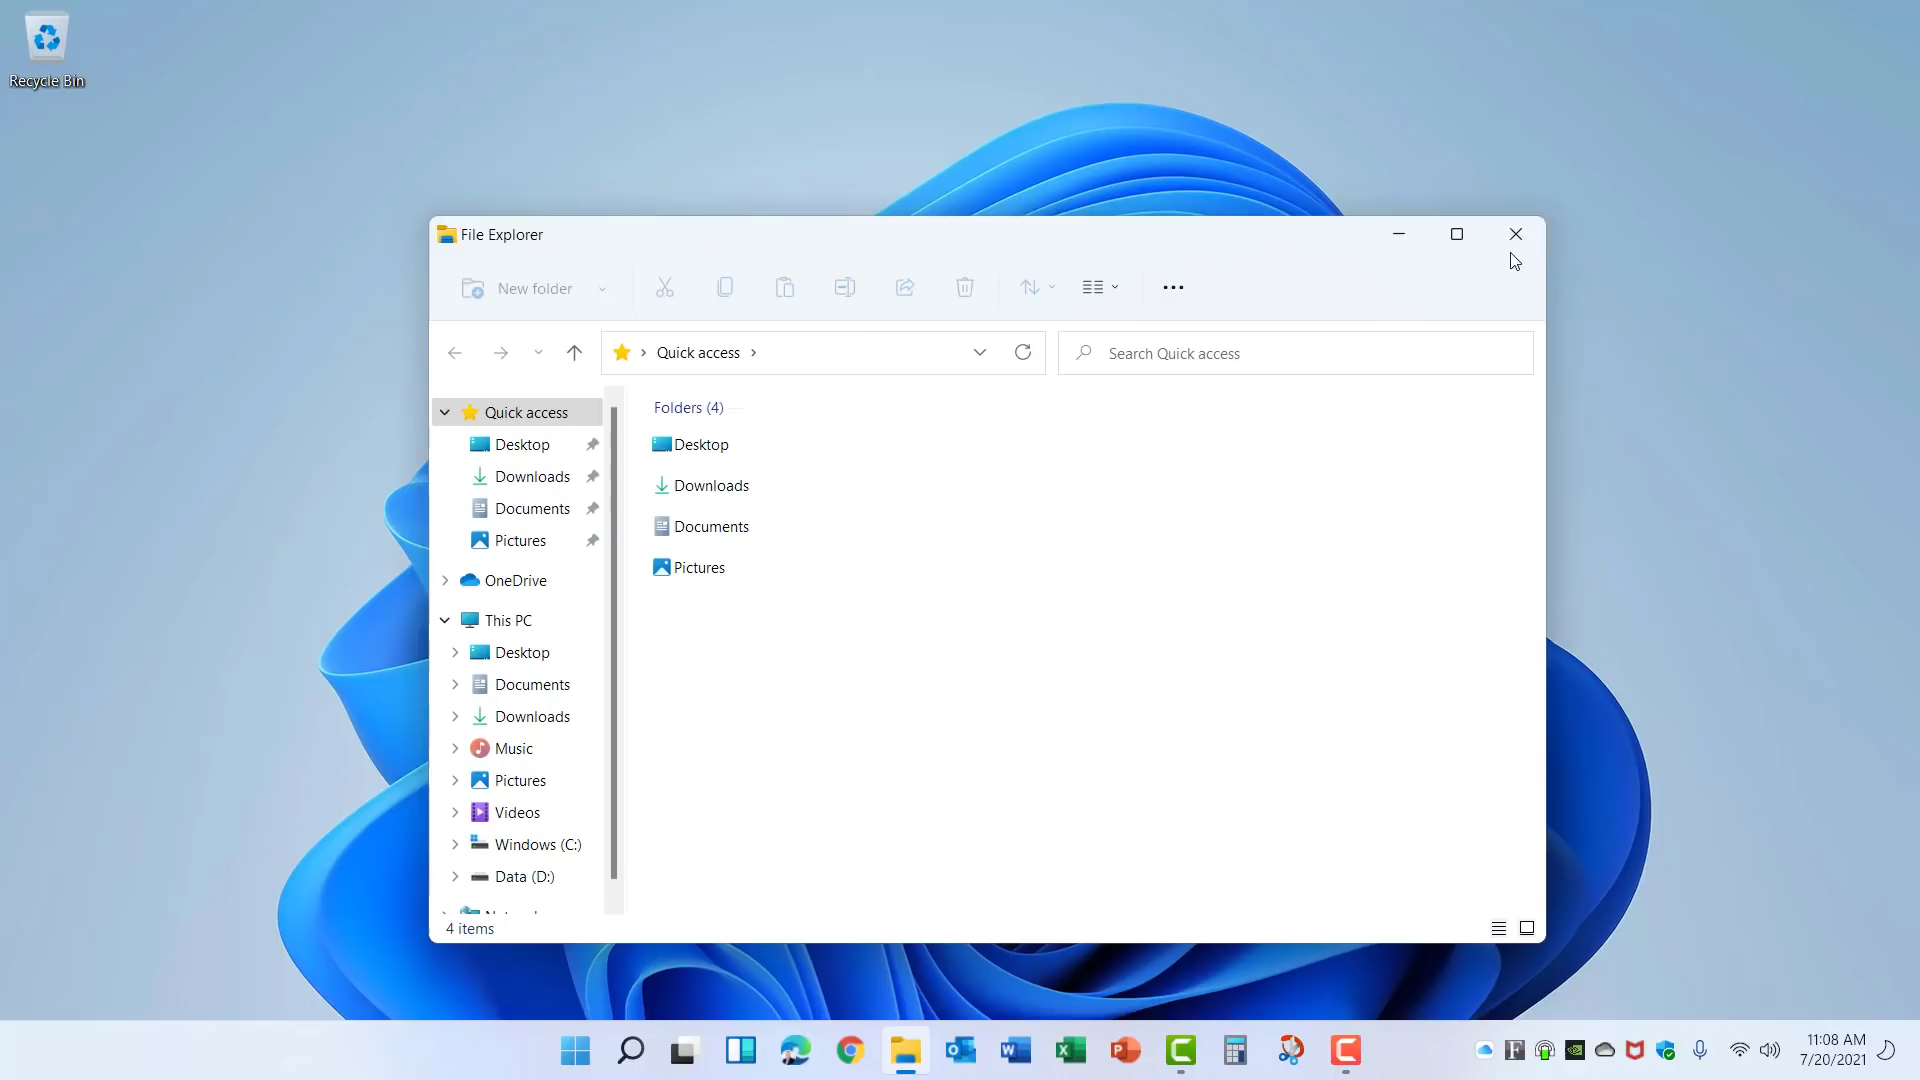 Recycle Bin
File Explorer
New folder
Quick access
Search Quick access
Quick access
Desktop
Downloads
Documents
Pictures
OneDrive
This PC
Desktop
Documents
Downloads
Music
Pictures
Videos
Windows (C:)
Data (D:)
Folders (4)
Desktop
Downloads
Documents
Pictures
4 items
11:08 AM
7/20/2021